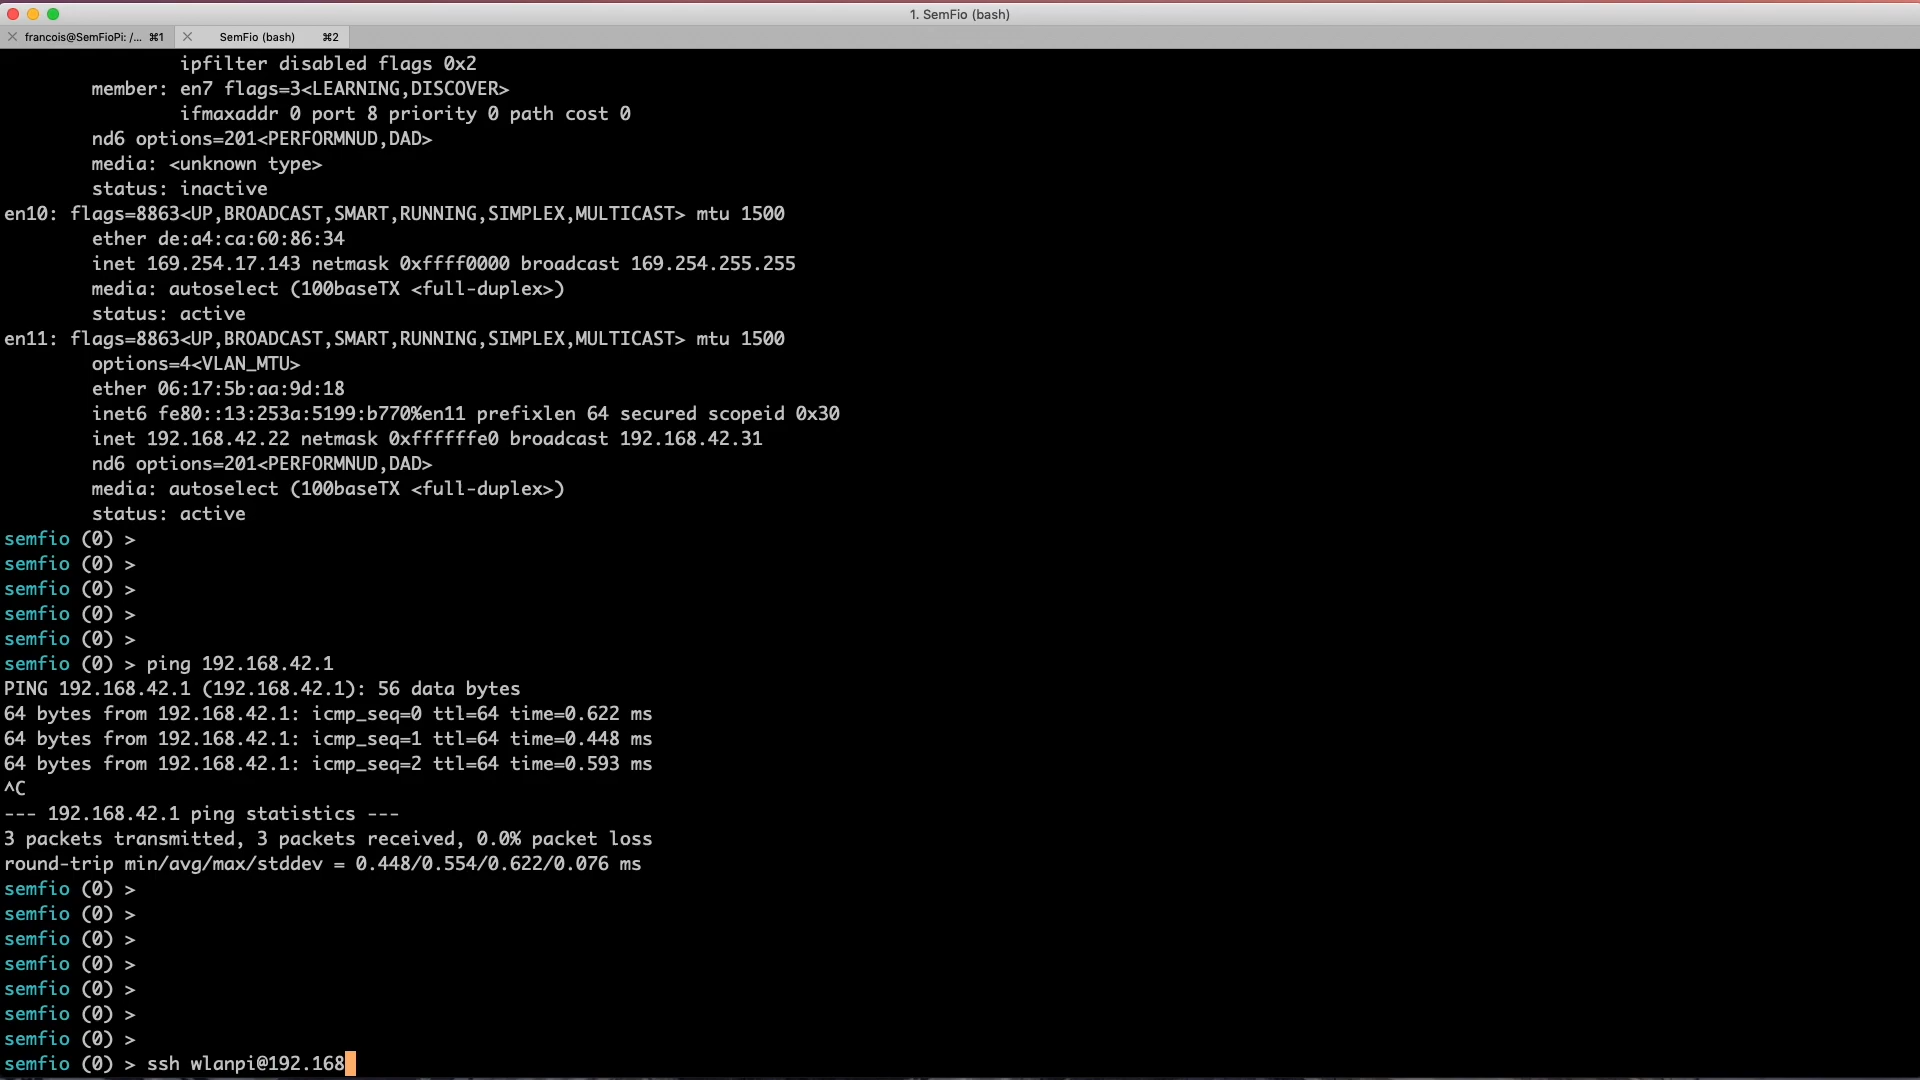 1. SemFio (bash)
francois@SemFioPi: /... ⌘1
SemFio (bash) ⌘2
ipfilter disabled flags 0x2
member: en7 flags=3<LEARNING,DISCOVER>
ifmaxaddr 0 port 8 priority 0 path cost 0
nd6 options=201<PERFORMNUD,DAD>
media: <unknown type>
status: inactive
en10: flags=8863<UP,BROADCAST,SMART,RUNNING,SIMPLEX,MULTICAST> mtu 1500
ether de:a4:ca:60:86:34
inet 169.254.17.143 netmask 0xffff0000 broadcast 169.254.255.255
media: autoselect (100baseTX <full-duplex>)
status: active
en11: flags=8863<UP,BROADCAST,SMART,RUNNING,SIMPLEX,MULTICAST> mtu 1500
options=4<VLAN_MTU>
ether 06:17:5b:aa:9d:18
inet6 fe80::13:253a:5199:b770%en11 prefixlen 64 secured scopeid 0x30
inet 192.168.42.22 netmask 0xffffffe0 broadcast 192.168.42.31
nd6 options=201<PERFORMNUD,DAD>
media: autoselect (100baseTX <full-duplex>)
status: active
semfio (0) >
semfio (0) >
semfio (0) >
semfio (0) >
semfio (0) >
semfio (0) > ping 192.168.42.1
PING 192.168.42.1 (192.168.42.1): 56 data bytes
64 bytes from 192.168.42.1: icmp_seq=0 ttl=64 time=0.622 ms
64 bytes from 192.168.42.1: icmp_seq=1 ttl=64 time=0.448 ms
64 bytes from 192.168.42.1: icmp_seq=2 ttl=64 time=0.593 ms
^C
--- 192.168.42.1 ping statistics ---
3 packets transmitted, 3 packets received, 0.0% packet loss
round-trip min/avg/max/stddev = 0.448/0.554/0.622/0.076 ms
semfio (0) >
semfio (0) >
semfio (0) >
semfio (0) >
semfio (0) >
semfio (0) >
semfio (0) >
semfio (0) > ssh wlanpi@192.168